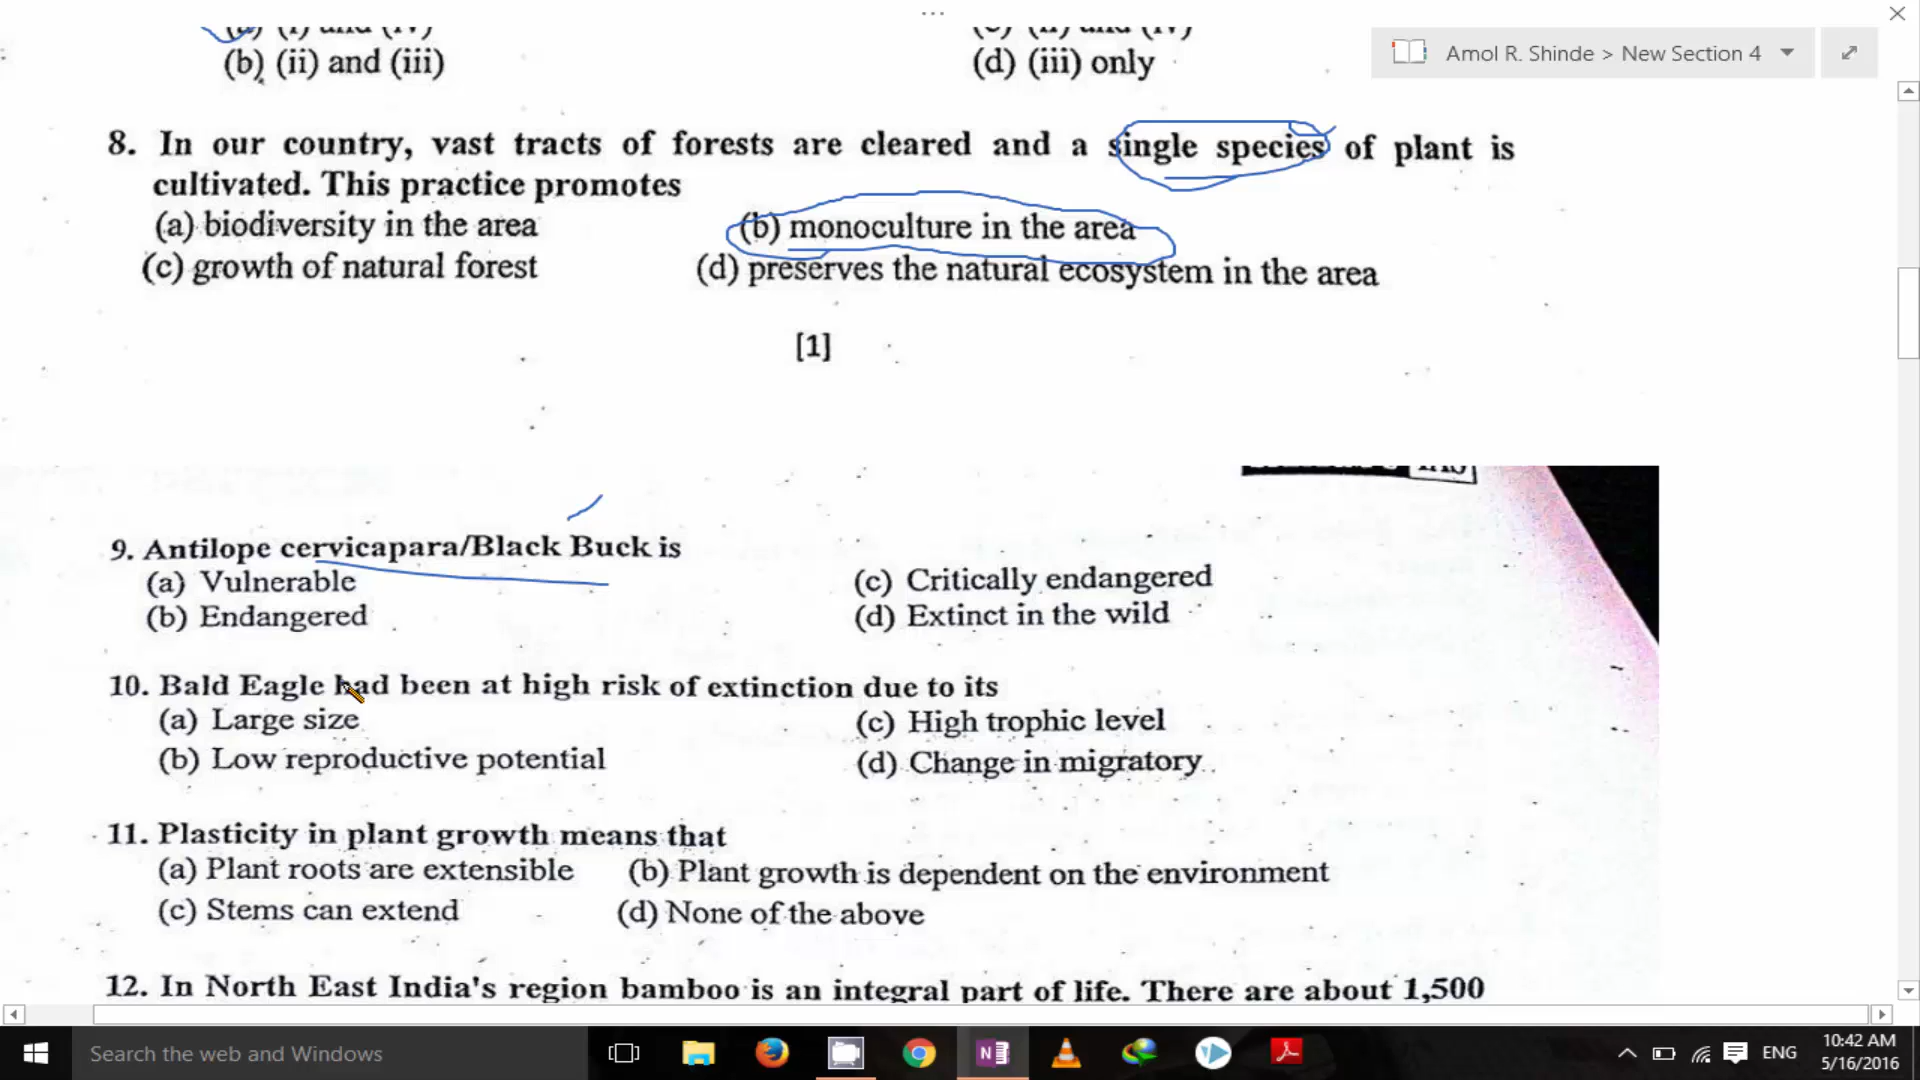 ...
Amol R. Shinde > New Section 4
(a) (i) and (iv)
(c) (ii) and (iv)
(b) (ii) and (iii)
(d) (iii) only
8. In our country, vast tracts of forests are cleared and a single species of plant is
cultivated. This practice promotes
(a) biodiversity in the area
(b) monoculture in the area
(c) growth of natural forest
(d) preserves the natural ecosystem in the area
[1]
9. Antilope cervicapara/Black Buck is
(a) Vulnerable
(c) Critically endangered
(b) Endangered
(d) Extinct in the wild
10. Bald Eagle had been at high risk of extinction due to its
(a) Large size
(c) High trophic level
(b) Low reproductive potential
(d) Change in migratory
11. Plasticity in plant growth means that
(a) Plant roots are extensible
(b) Plant growth is dependent on the environment
(c) Stems can extend
(d) None of the above
12. In North East India's region bamboo is an integral part of life. There are about 1,500
Search the web and Windows
ENG
10:42 AM
5/16/2016